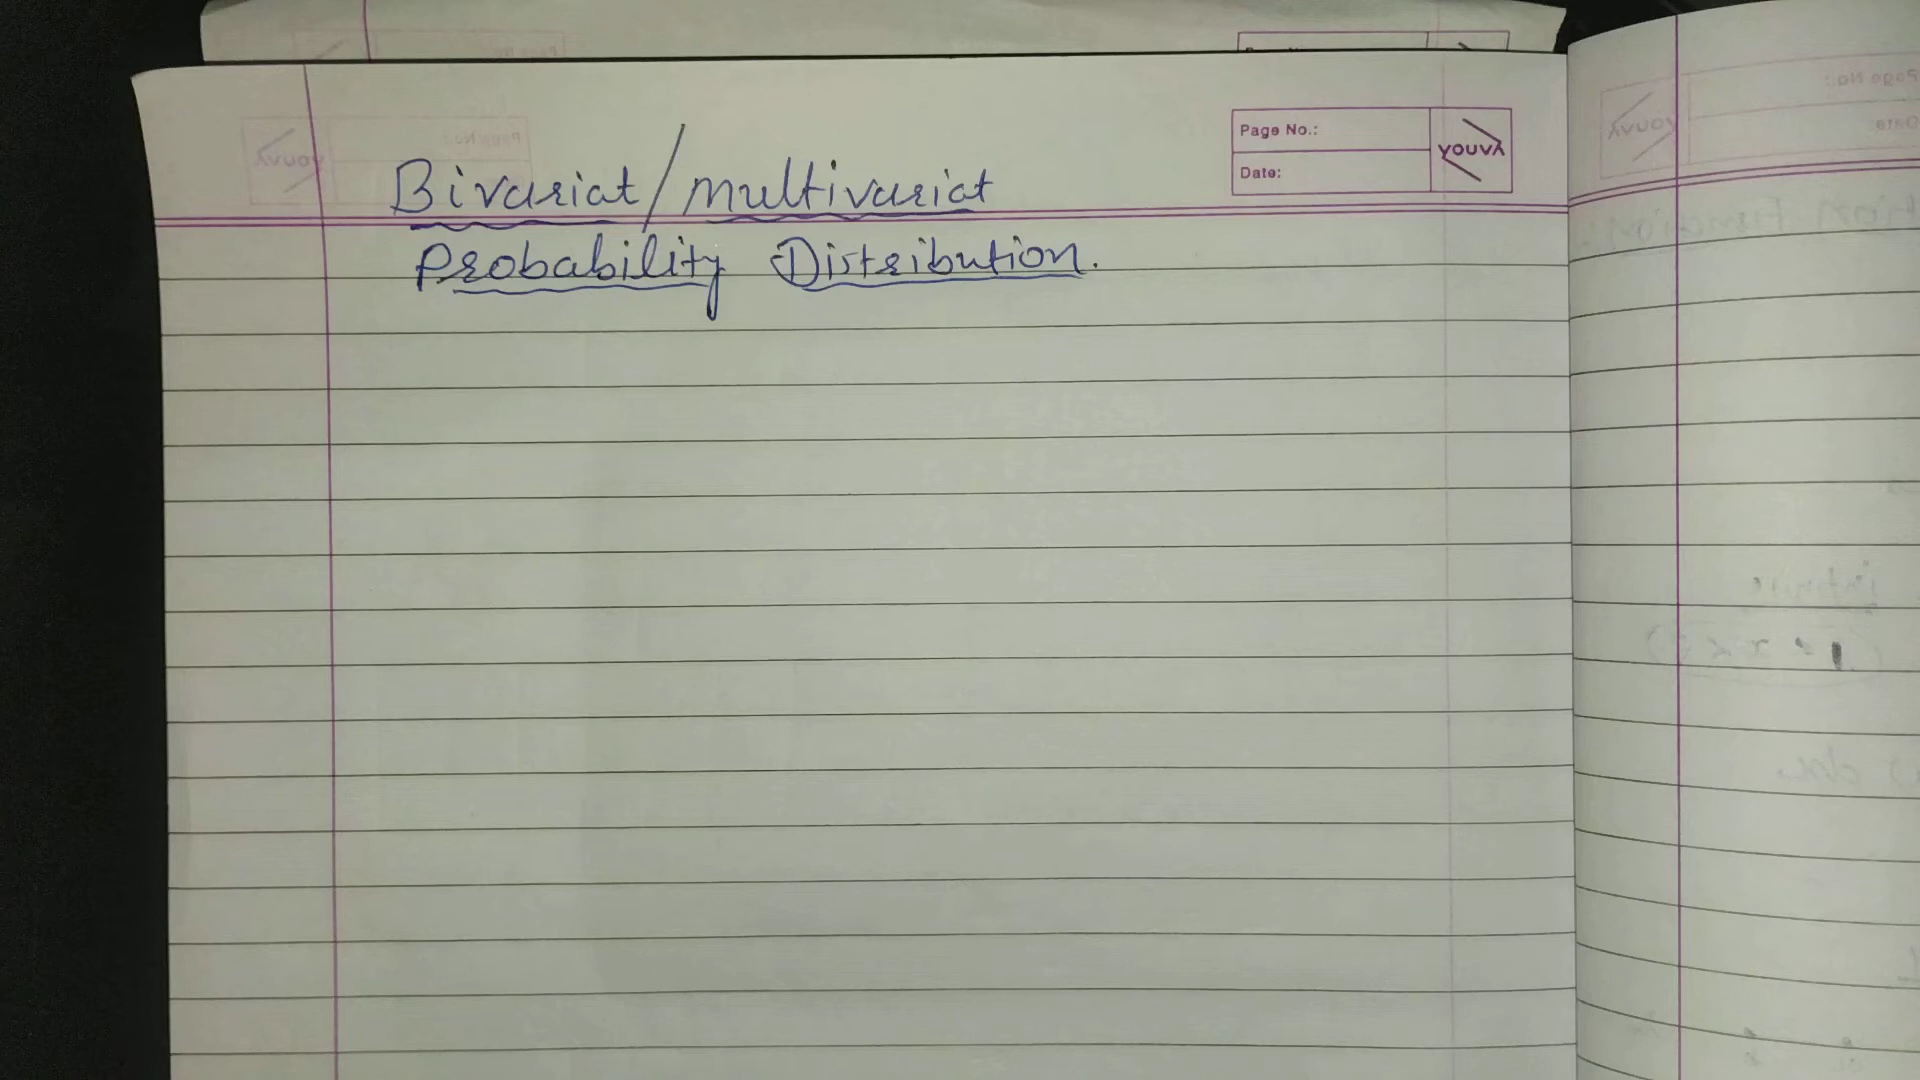 Page No.:
Date:
youvA
Bivariat/multivariat
Probability Distribution.